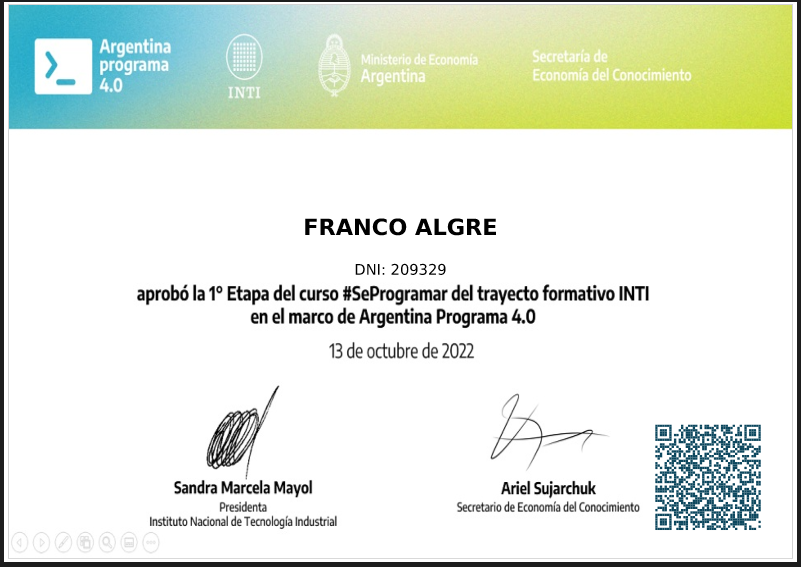 Argentina
programa
4.0
INTI
Ministerio de Economía
Argentina
Secretaría de
Economía del Conocimiento
FRANCO ALGRE
DNI: 209329
aprobó la 1° Etapa del curso #SeProgramar del trayecto formativo INTI
en el marco de Argentina Programa 4.0
13 de octubre de 2022
Sandra Marcela Mayol
Presidenta
Instituto Nacional de Tecnología Industrial
Ariel Sujarchuk
Secretario de Economía del Conocimiento